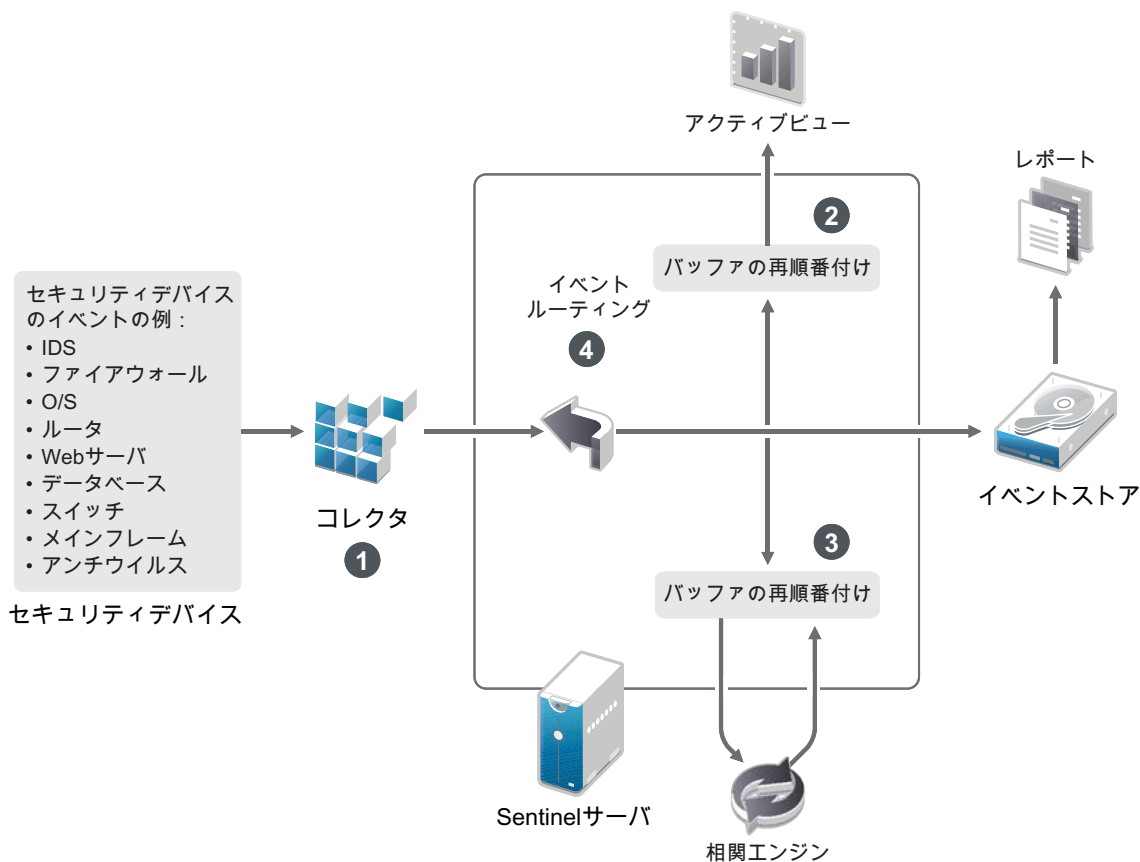 アクティブビュー
レポート
2
バッファの再順番付け
イベント
ルーティング
4
セキュリティデバイス
のイベントの例：
• IDS
• ファイアウォール
• O/S
• ルータ
• Webサーバ
• データベース
• スイッチ
• メインフレーム
• アンチウイルス
セキュリティデバイス
コレクタ
1
イベントストア
3
バッファの再順番付け
Sentinelサーバ
相関エンジン